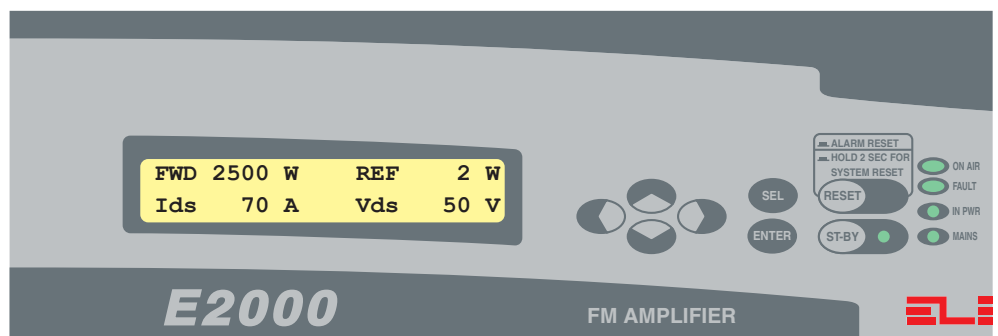 FWD 2500 W REF 2 W
Ids 70 A Vds 50 V
SEL
ENTER
ALARM RESET
HOLD 2 SEC FOR
SYSTEM RESET
RESET
ST-BY
ON AIR
FAULT
IN PWR
MAINS
E2000
FM AMPLIFIER